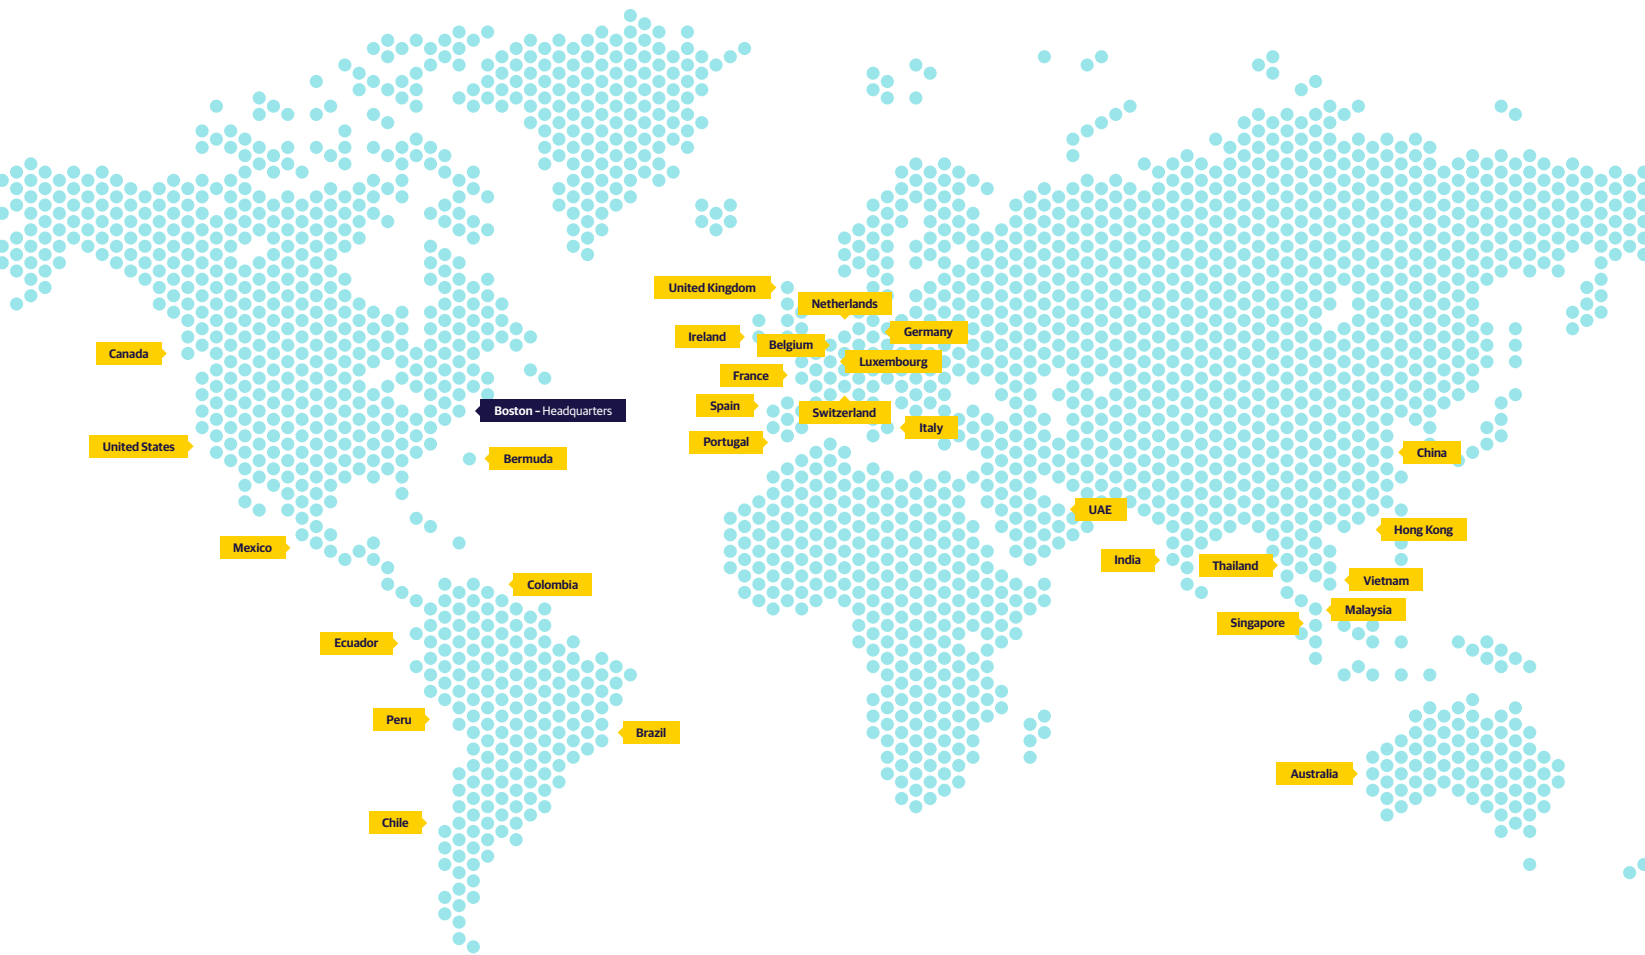 United Kingdom
Netherlands
Germany
Ireland
Belgium
Canada
Luxembourg
France
Spain
Boston – Headquarters
Switzerland
Italy
Portugal
United States
China
Bermuda
UAE
Hong Kong
Mexico
India
Thailand
Vietnam
Colombia
Malaysia
Singapore
Ecuador
Peru
Brazil
Australia
Chile